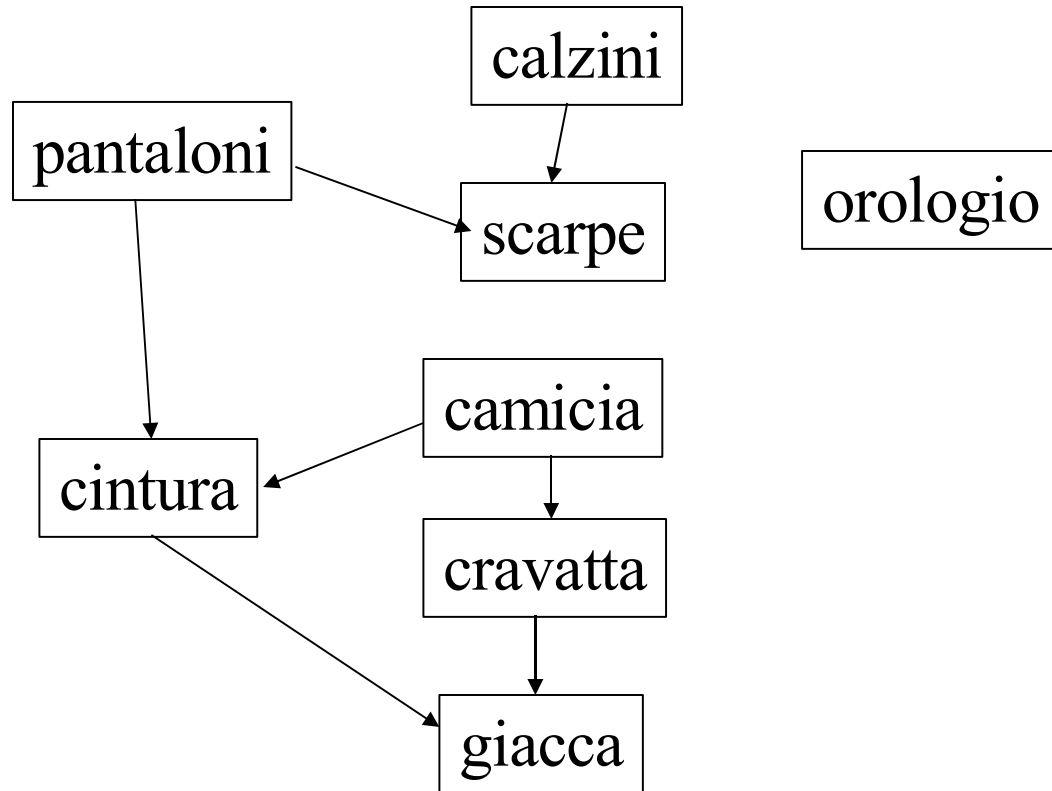 calzini
pantaloni
orologio
scarpe
camicia
cintura
cravatta
giacca